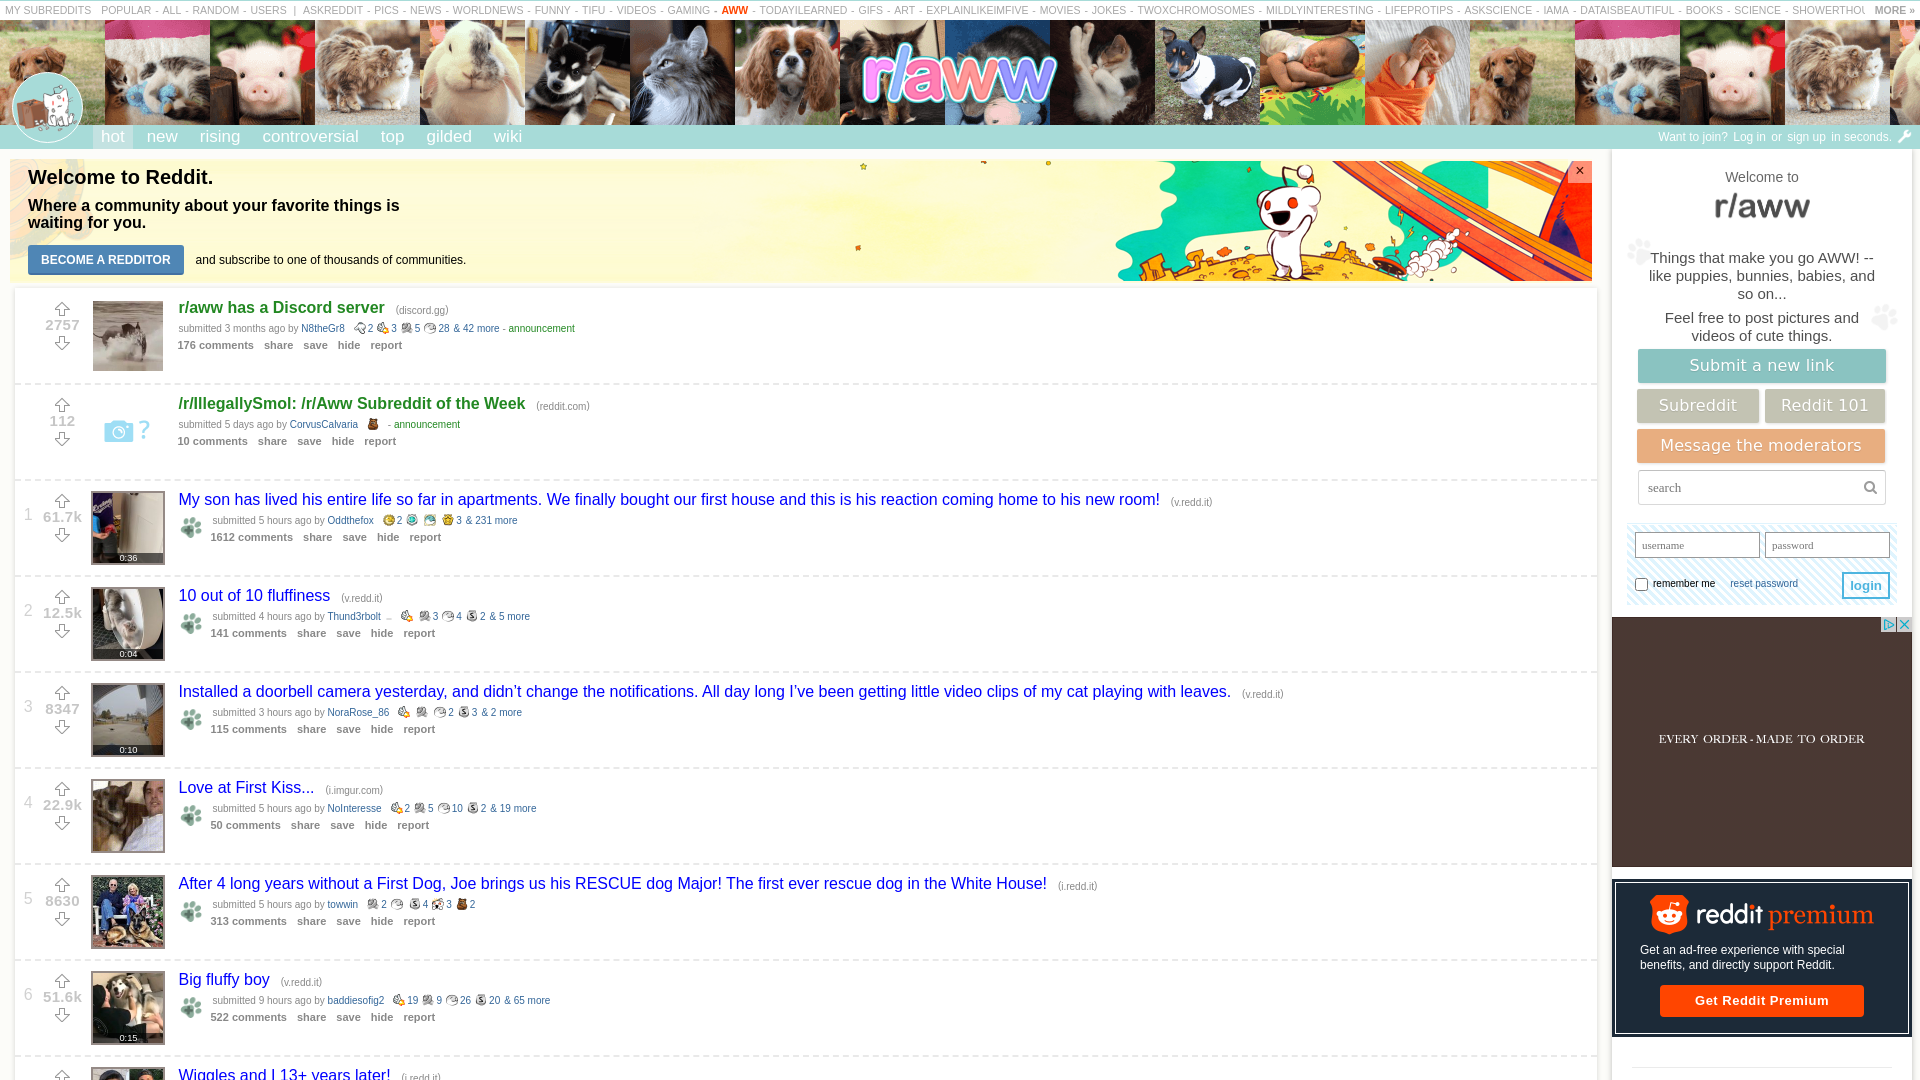 MY SUBREDDITS POPULAR - ALL - RANDOM - USERS | ASKREDDIT - PICS - NEWS - WORLDNEWS - FUNNY - TIFU - VIDEOS - GAMING - AWW - TODAYILEARNED - GIFS - ART - EXPLAINLIKEIMFIVE - MOVIES - JOKES - TWOXCHROMOSOMES - MILDLYINTERESTING - LIFEPROTIPS - ASKSCIENCE - IAMA - DATAISBEAUTIFUL - BOOKS - SCIENCE - SHOWERTHOU MORE »
r/aww
hot new rising controversial top gilded wiki
Want to join? Log in or sign up in seconds.
Welcome to Reddit.
Where a community about your favorite things is
waiting for you.
BECOME A REDDITOR and subscribe to one of thousands of communities.
×
2757
r/aww has a Discord server (discord.gg)
submitted 3 months ago by N8theGr8 2 3 5 28 & 42 more - announcement
176 comments share save hide report
112
?
/r/IllegallySmol: /r/Aww Subreddit of the Week (reddit.com)
submitted 5 days ago by CorvusCalvaria - announcement
10 comments share save hide report
1
61.7k
0:36
My son has lived his entire life so far in apartments. We finally bought our first house and this is his reaction coming home to his new room! (v.redd.it)
submitted 5 hours ago by Oddthefox 2 3 & 231 more
1612 comments share save hide report
2
12.5k
0:04
10 out of 10 fluffiness (v.redd.it)
submitted 4 hours ago by Thund3rbolt ... 3 4 2 & 5 more
141 comments share save hide report
3
8347
0:10
Installed a doorbell camera yesterday, and didn’t change the notifications. All day long I’ve been getting little video clips of my cat playing with leaves. (v.redd.it)
submitted 3 hours ago by NoraRose_86 2 3 & 2 more
115 comments share save hide report
4
22.9k
Love at First Kiss... (i.imgur.com)
submitted 5 hours ago by NoInteresse 2 5 10 2 & 19 more
50 comments share save hide report
5
8630
After 4 long years without a First Dog, Joe brings us his RESCUE dog Major! The first ever rescue dog in the White House! (i.redd.it)
submitted 5 hours ago by towwin 2 4 3 2
313 comments share save hide report
6
51.6k
0:15
Big fluffy boy (v.redd.it)
submitted 9 hours ago by baddiesofig2 19 9 26 20 & 65 more
522 comments share save hide report
Wiggles and I 13+ years later! (i.redd.it)
Welcome to
r/aww
Things that make you go AWW! --
like puppies, bunnies, babies, and
so on...
Feel free to post pictures and
videos of cute things.
Submit a new link
Subreddit Reddit 101
Message the moderators
search
username password
remember me reset password login
EVERY ORDER - MADE TO ORDER
reddit premium
Get an ad-free experience with special
benefits, and directly support Reddit.
Get Reddit Premium